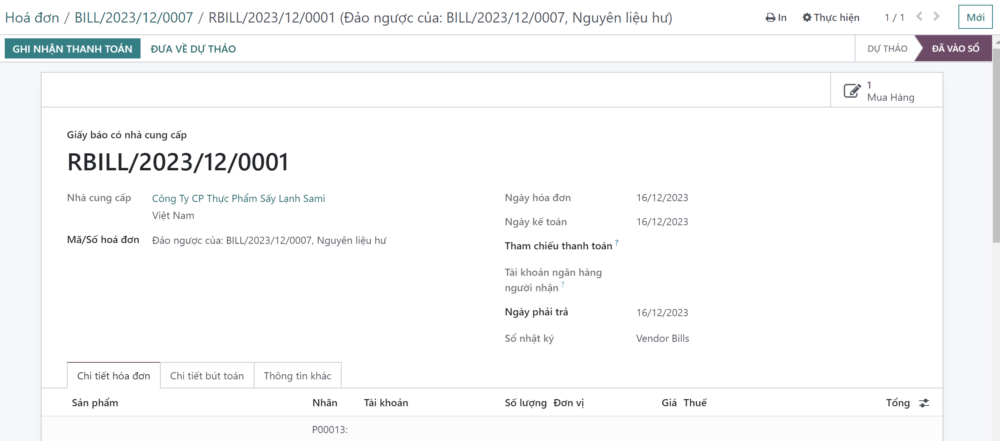 Hoá đơn / BILL/2023/12/0007 / RBILL/2023/12/0001 (Đảo ngược của: BILL/2023/12/0007, Nguyên liệu hư)
In
Thực hiện
1 / 1
Mới
GHI NHẬN THANH TOÁN
ĐƯA VỀ DỰ THẢO
DỰ THẢO
ĐÃ VÀO SỔ
1
Mua Hàng
Giấy báo có nhà cung cấp
RBILL/2023/12/0001
Nhà cung cấp
Công Ty CP Thực Phẩm Sấy Lạnh Sami
Việt Nam
Mã/Số hoá đơn
Đảo ngược của: BILL/2023/12/0007, Nguyên liệu hư
Ngày hóa đơn
16/12/2023
Ngày kế toán
16/12/2023
Tham chiếu thanh toán ?
Tài khoản ngân hàng
người nhận ?
Ngày phải trả
16/12/2023
Sổ nhật ký
Vendor Bills
Chi tiết hóa đơn
Chi tiết bút toán
Thông tin khác
Sản phẩm
Nhãn
Tài khoản
Số lượng
Đơn vị
Giá
Thuế
Tổng
P00013: